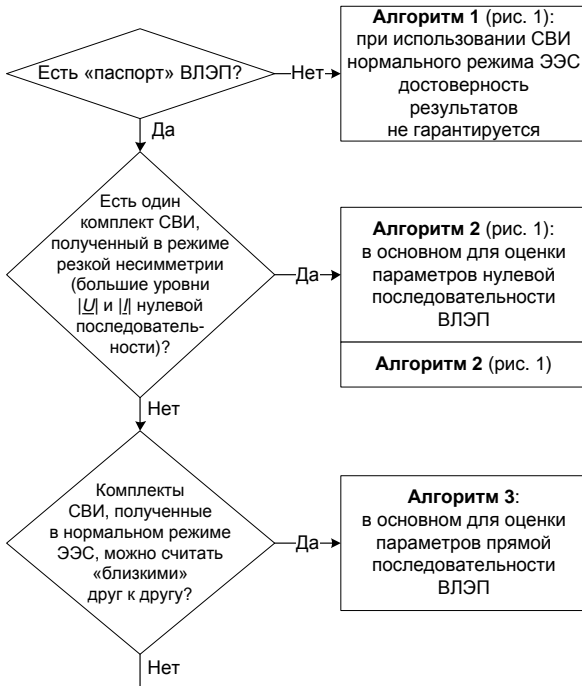 Есть «паспорт» ВЛЭП?
Нет
Алгоритм 1 (рис. 1):
при использовании СВИ
нормального режима ЭЭС
достоверность
результатов
не гарантируется
Да
Есть один
комплект СВИ,
полученный в режиме
резкой несимметрии
(большие уровни
|U| и |I| нулевой
последователь-
ности)?
Да
Алгоритм 2 (рис. 1):
в основном для оценки
параметров нулевой
последовательности
ВЛЭП
Алгоритм 2 (рис. 1)
Нет
Комплекты
СВИ, полученные
в нормальном режиме
ЭЭС, можно считать
«близкими»
друг к другу?
Да
Алгоритм 3:
в основном для оценки
параметров прямой
последовательности
ВЛЭП
Нет